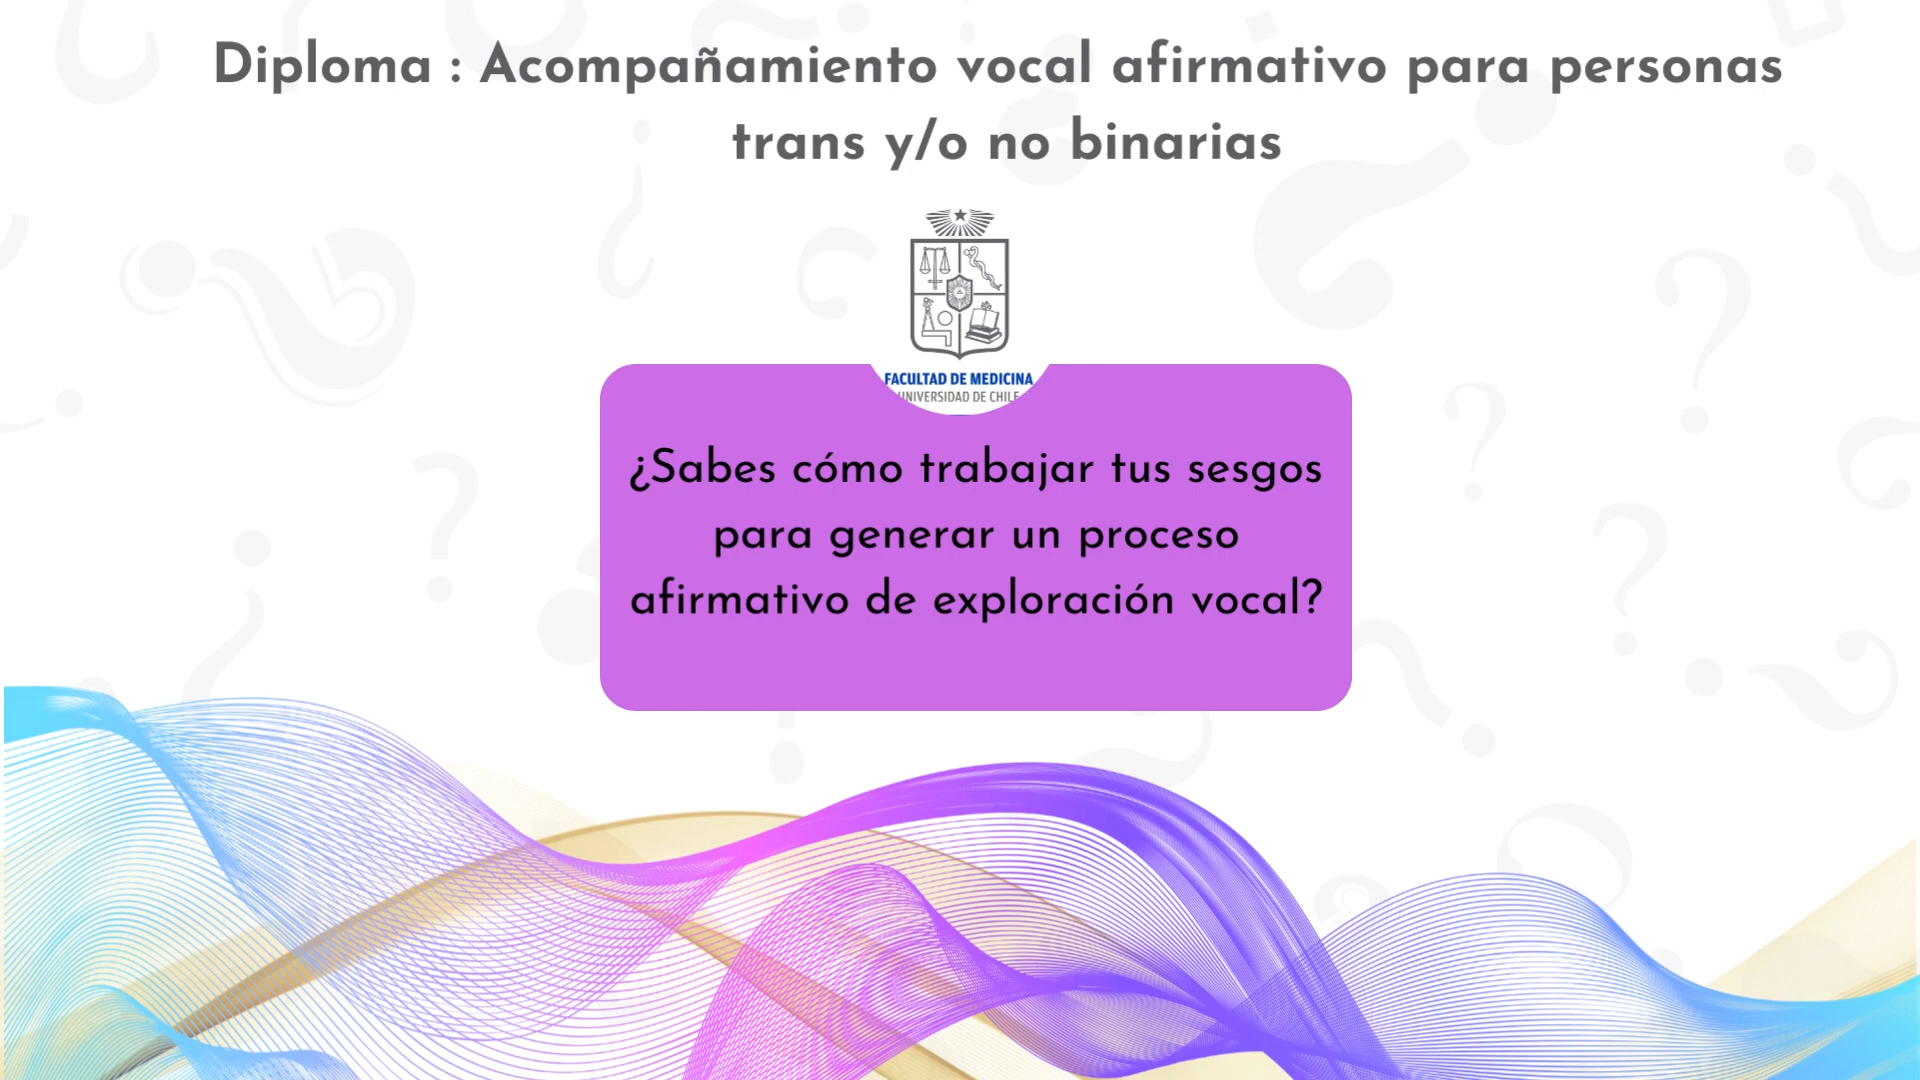 Diploma : Acompañamiento vocal afirmativo para personas
trans y/o no binarias
FACULTAD DE MEDICINA
UNIVERSIDAD DE CHILE
¿Sabes cómo trabajar tus sesgos
para generar un proceso
afirmativo de exploración vocal?